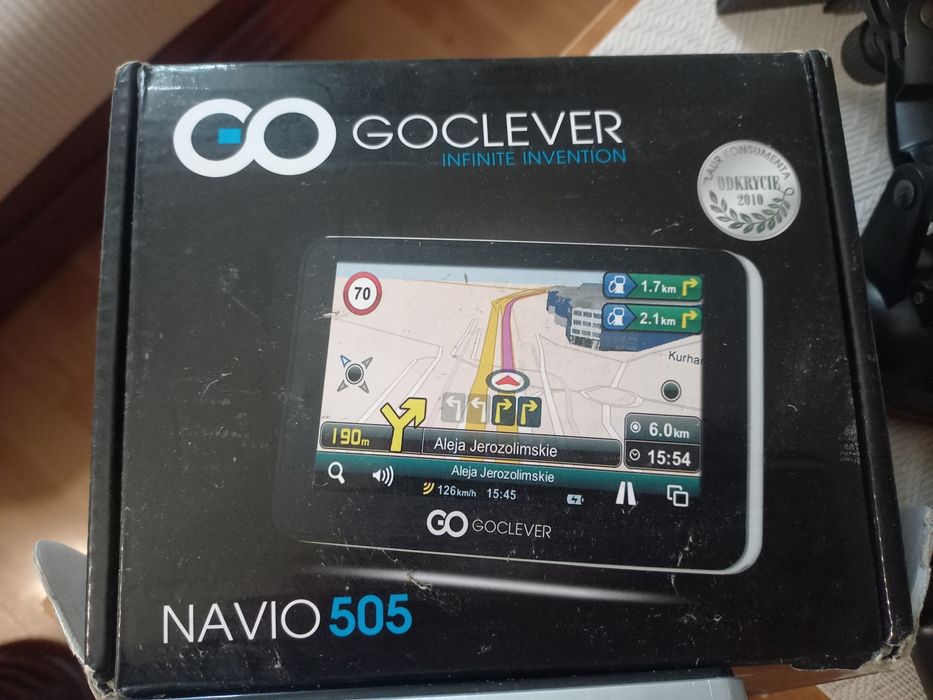 GO GOCLEVER
INFINITE INVENTION
LAUR KONSUMENTA
ODKRYCIE
2010
70
1.7km
2.1km
Kurha
190m
Aleja Jerozolimskie
6.0km
15:54
Aleja Jerozolimskie
126km/h 15:45
GO GOCLEVER
NAVIO 505